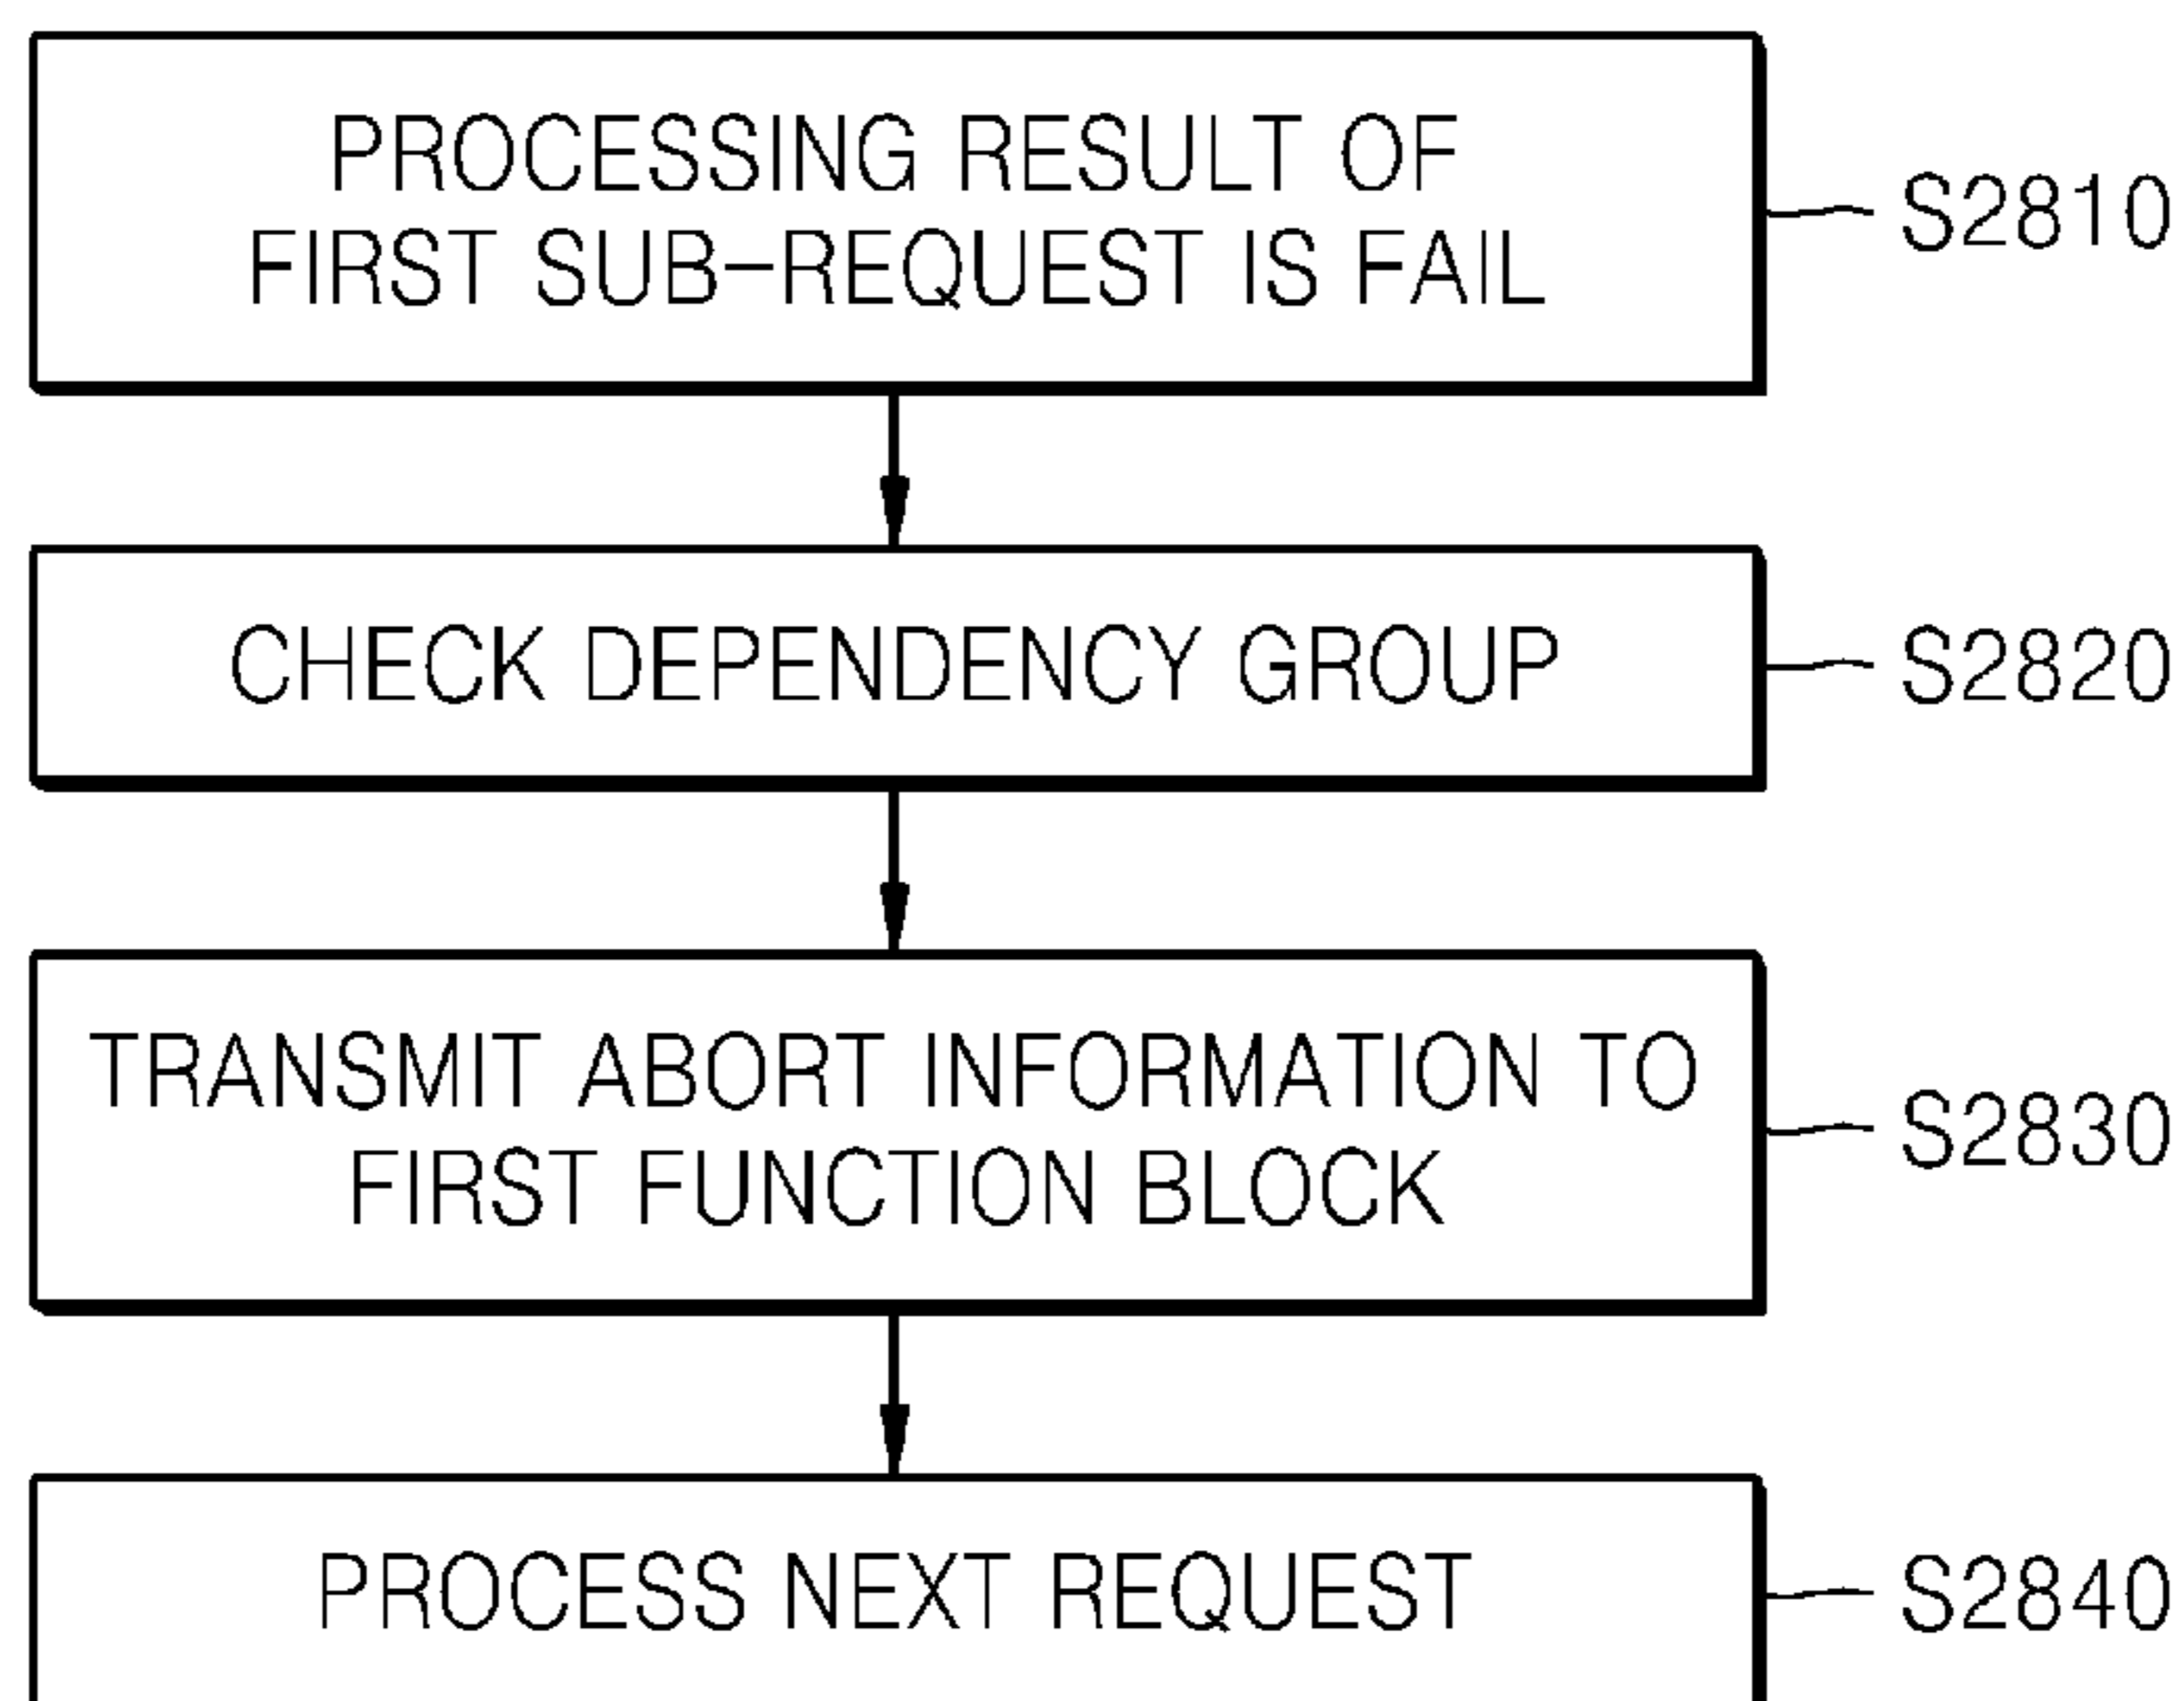 PROCESSING RESULT OF
FIRST SUB-REQUEST IS FAIL
S2810
CHECK DEPENDENCY GROUP
S2820
TRANSMIT ABORT INFORMATION TO
FIRST FUNCTION BLOCK
S2830
PROCESS NEXT REQUEST
S2840